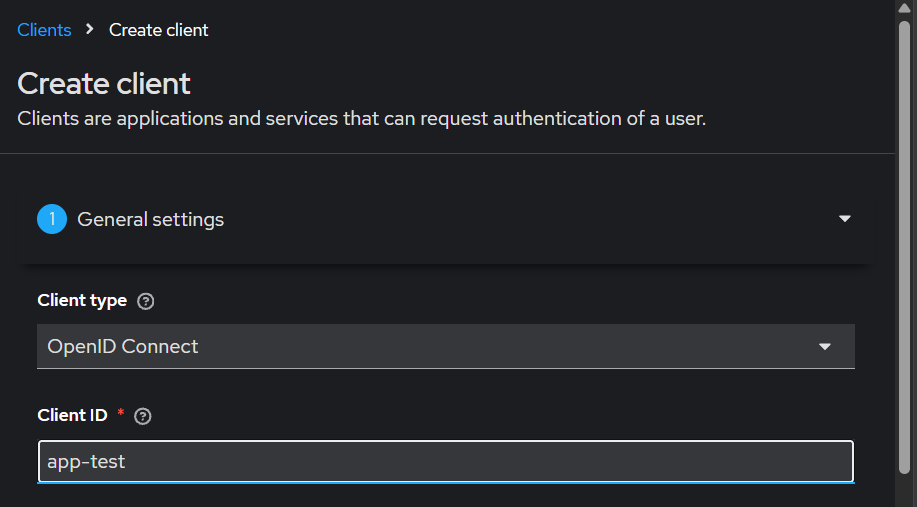 Clients > Create client
Create client
Clients are applications and services that can request authentication of a user.
1 General settings
Client type ?
OpenID Connect
Client ID * ?
app-test